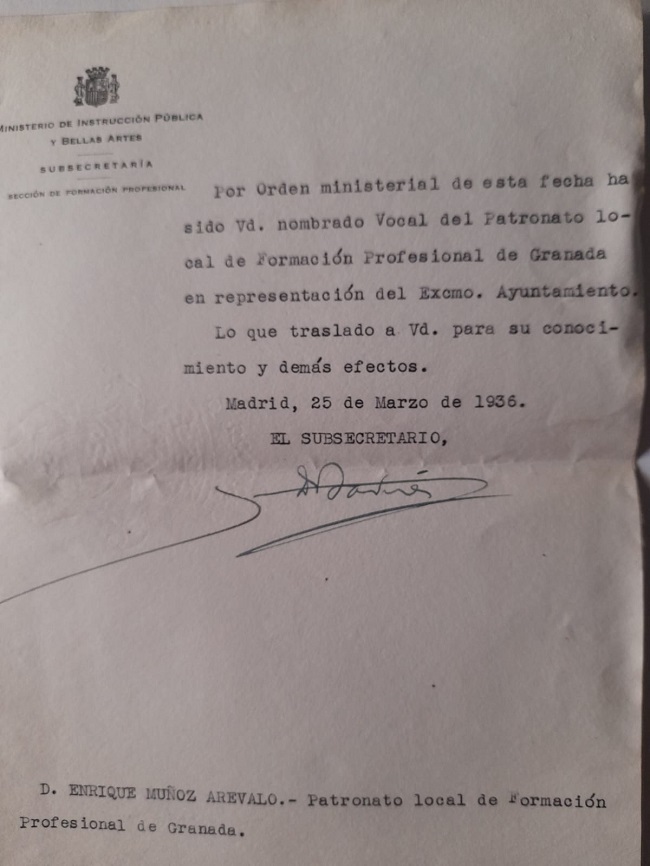 MINISTERIO DE INSTRUCCIÓN PÚBLICA
Y BELLAS ARTES
SUBSECRETARÍA
SECCIÓN DE FORMACIÓN PROFESIONAL
Por Orden ministerial de esta fecha ha
sido Vd. nombrado Vocal del Patronato lo-
cal de Formación Profesional de Granada
en representación del Excmo. Ayuntamiento.
Lo que traslado a Vd. para su conoci-
miento y demás efectos.
Madrid, 25 de Marzo de 1936.
EL SUBSECRETARIO,
D. ENRIQUE MUÑOZ AREVALO.- Patronato local de Formación
Profesional de Granada.